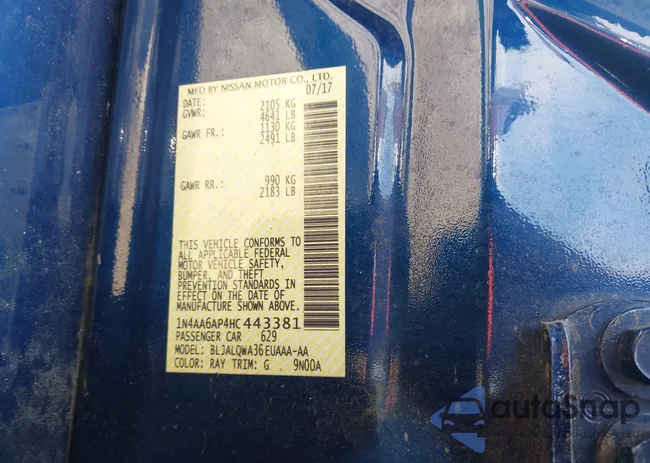 MFD BY NISSAN MOTOR CO., LTD.
DATE: 07/17
GVWR: 2105 KG
4641 LB
GAWR FR.: 1130 KG
2491 LB
GAWR RR.: 990 KG
2183 LB
THIS VEHICLE CONFORMS TO
ALL APPLICABLE FEDERAL
MOTOR VEHICLE SAFETY,
BUMPER, AND THEFT
PREVENTION STANDARDS IN
EFFECT ON THE DATE OF
MANUFACTURE SHOWN ABOVE.
1N4AA6AP4HC443381
PASSENGER CAR 629
MODEL: BLJALQWA36EUAAA-AA
COLOR: RAY TRIM: G 9N00A
autoSnap